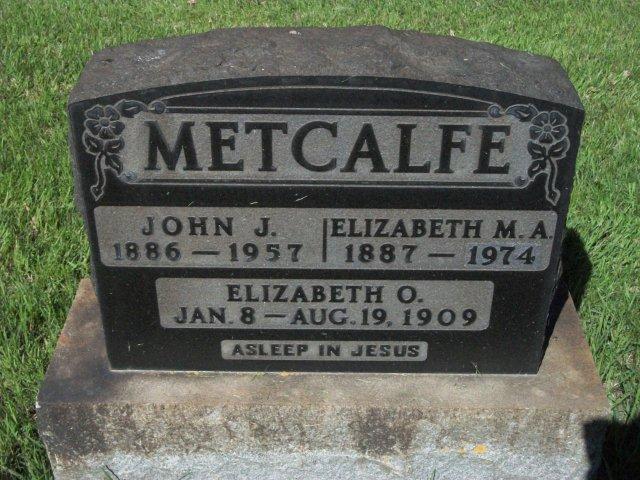 METCALFE
JOHN J.
1886 — 1957
ELIZABETH M. A.
1887 — 1974
ELIZABETH O.
JAN. 8 — AUG. 19, 1909
ASLEEP IN JESUS